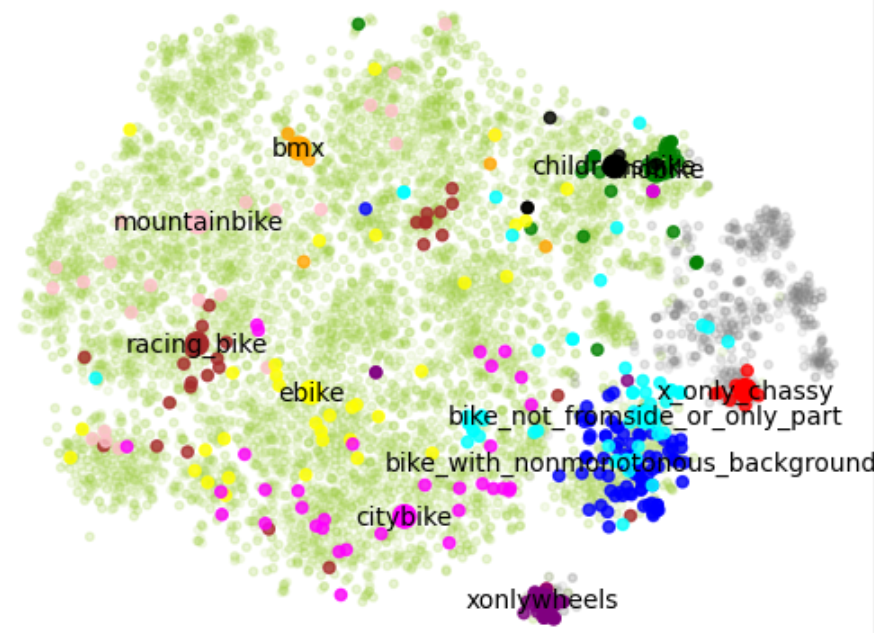 bmx
childrensbike
mountainbike
racing_bike
ebike
x_only_chassy
bike_not_fromside_or_only_part
bike_with_nonmonotonous_background
citybike
xonlywheels